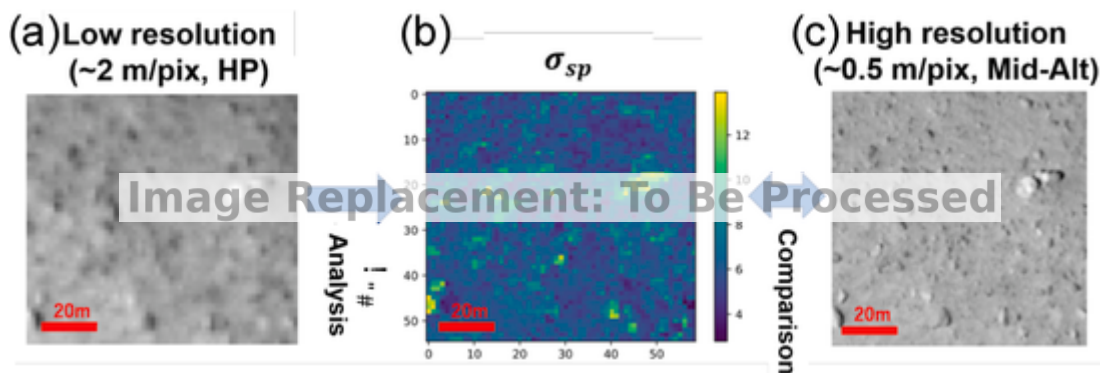 (a) Low resolution
(~2 m/pix, HP)
20m
Analysis
! "#
(b)
σsp
0
10
20
30
40
50
0 10 20 30 40 50
12
10
8
6
4
20m
Comparison
(c) High resolution
(~0.5 m/pix, Mid-Alt)
20m
Image Replacement: To Be Processed